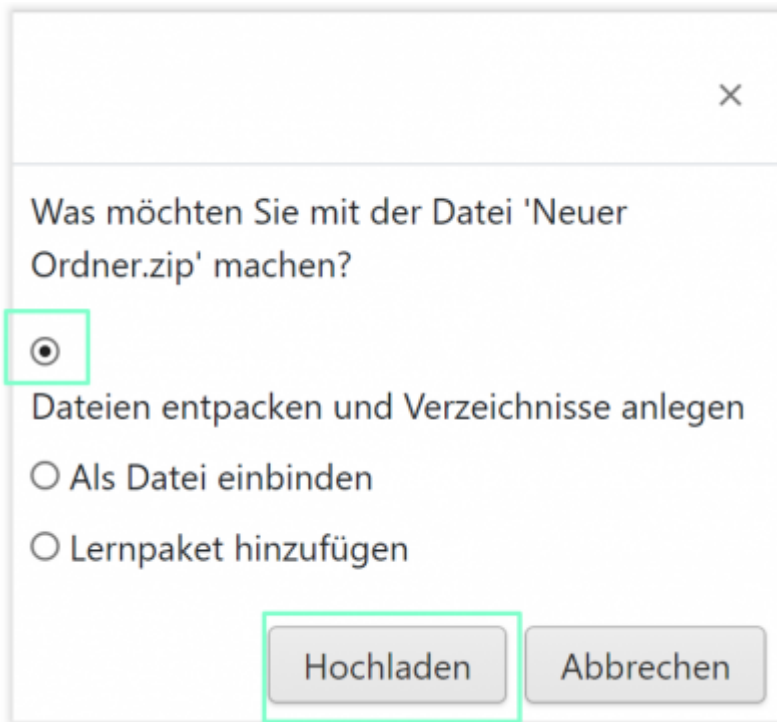 Was möchten Sie mit der Datei 'Neuer
Ordner.zip' machen?
Dateien entpacken und Verzeichnisse anlegen
Als Datei einbinden
Lernpaket hinzufügen
Hochladen Abbrechen